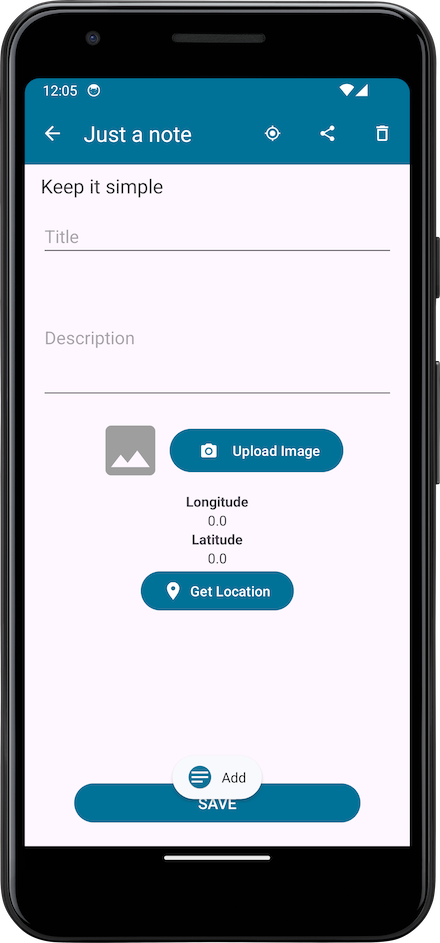 12:05
Just a note
Keep it simple
Title
Description
Upload Image
Longitude
0.0
Latitude
0.0
Get Location
Add
SAVE